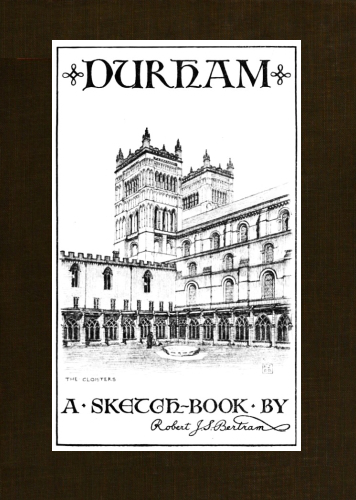 DURHAM
THE CLOISTERS
A · SKETCH-BOOK · BY
Robert J. S. Bertram